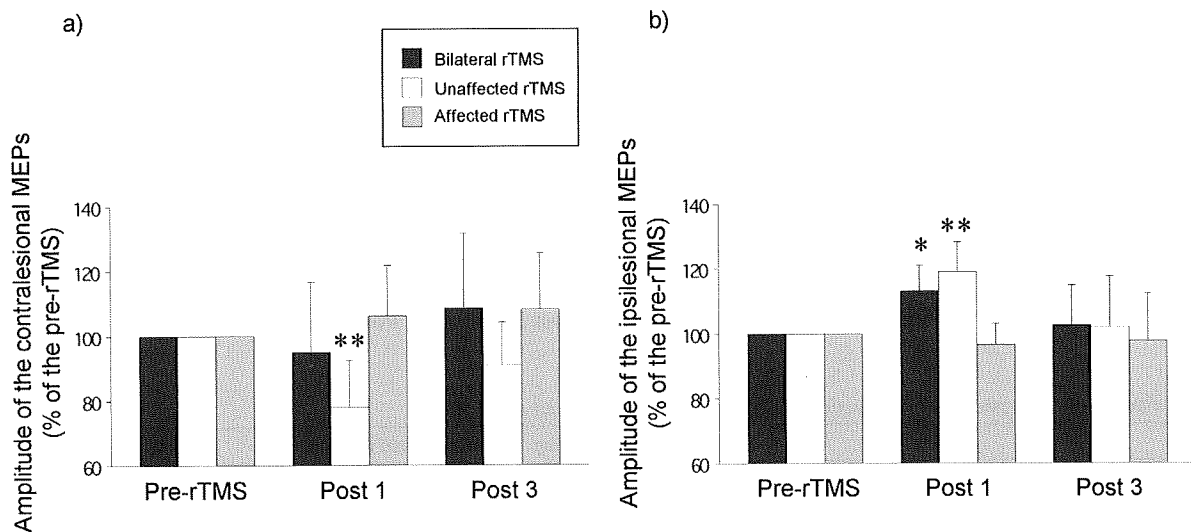 a)
Bilateral rTMS
Unaffected rTMS
Affected rTMS
Amplitude of the contralesional MEPs
(% of the pre-rTMS)
140
120
100
80
60
**
Pre-rTMS
Post 1
Post 3
b)
Amplitude of the ipsilesional MEPs
(% of the pre-rTMS)
140
120
100
80
60
*
**
Pre-rTMS
Post 1
Post 3